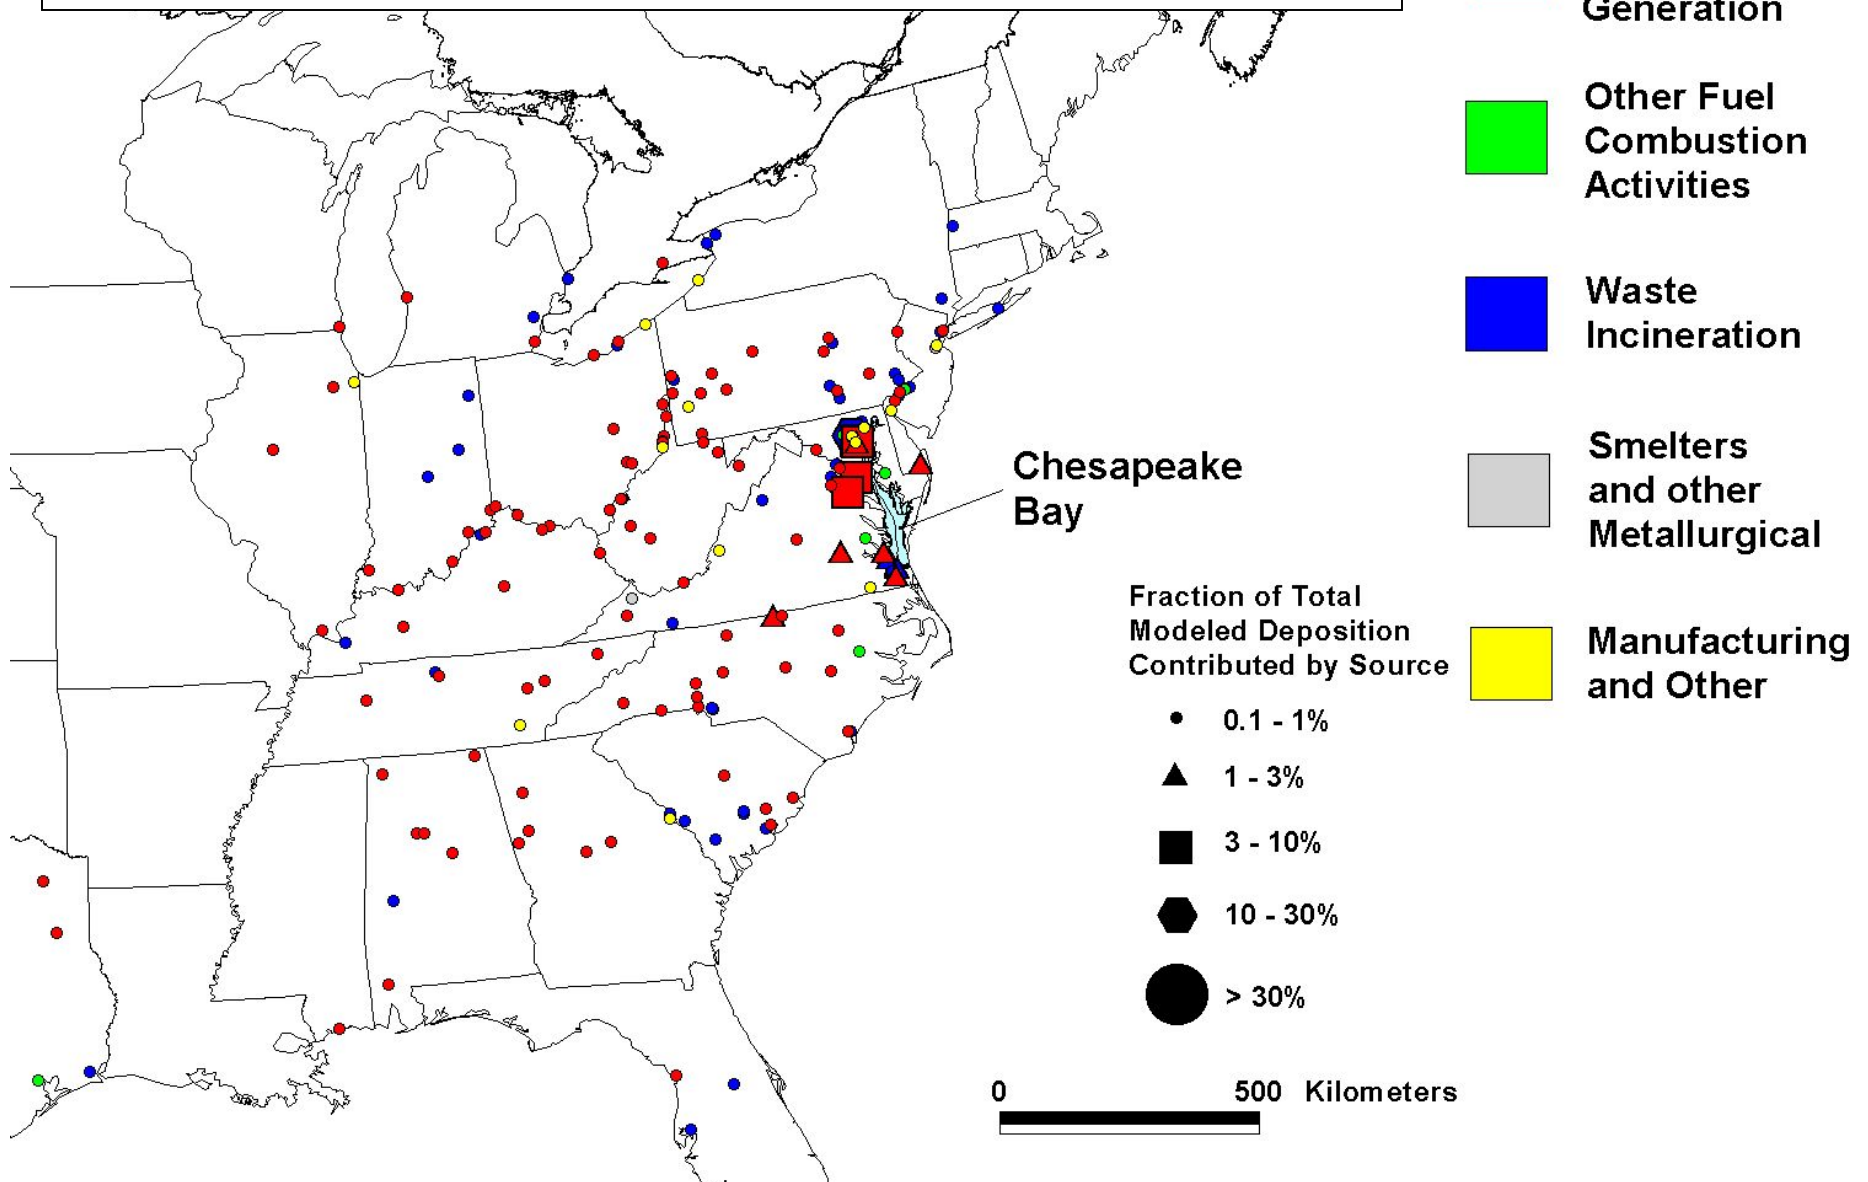 Generation
Other Fuel
Combustion
Activities
Waste
Incineration
Smelters
and other
Metallurgical
Manufacturing
and Other
Chesapeake
Bay
Fraction of Total
Modeled Deposition
Contributed by Source
0.1 - 1%
1 - 3%
3 - 10%
10 - 30%
> 30%
0 500 Kilometers